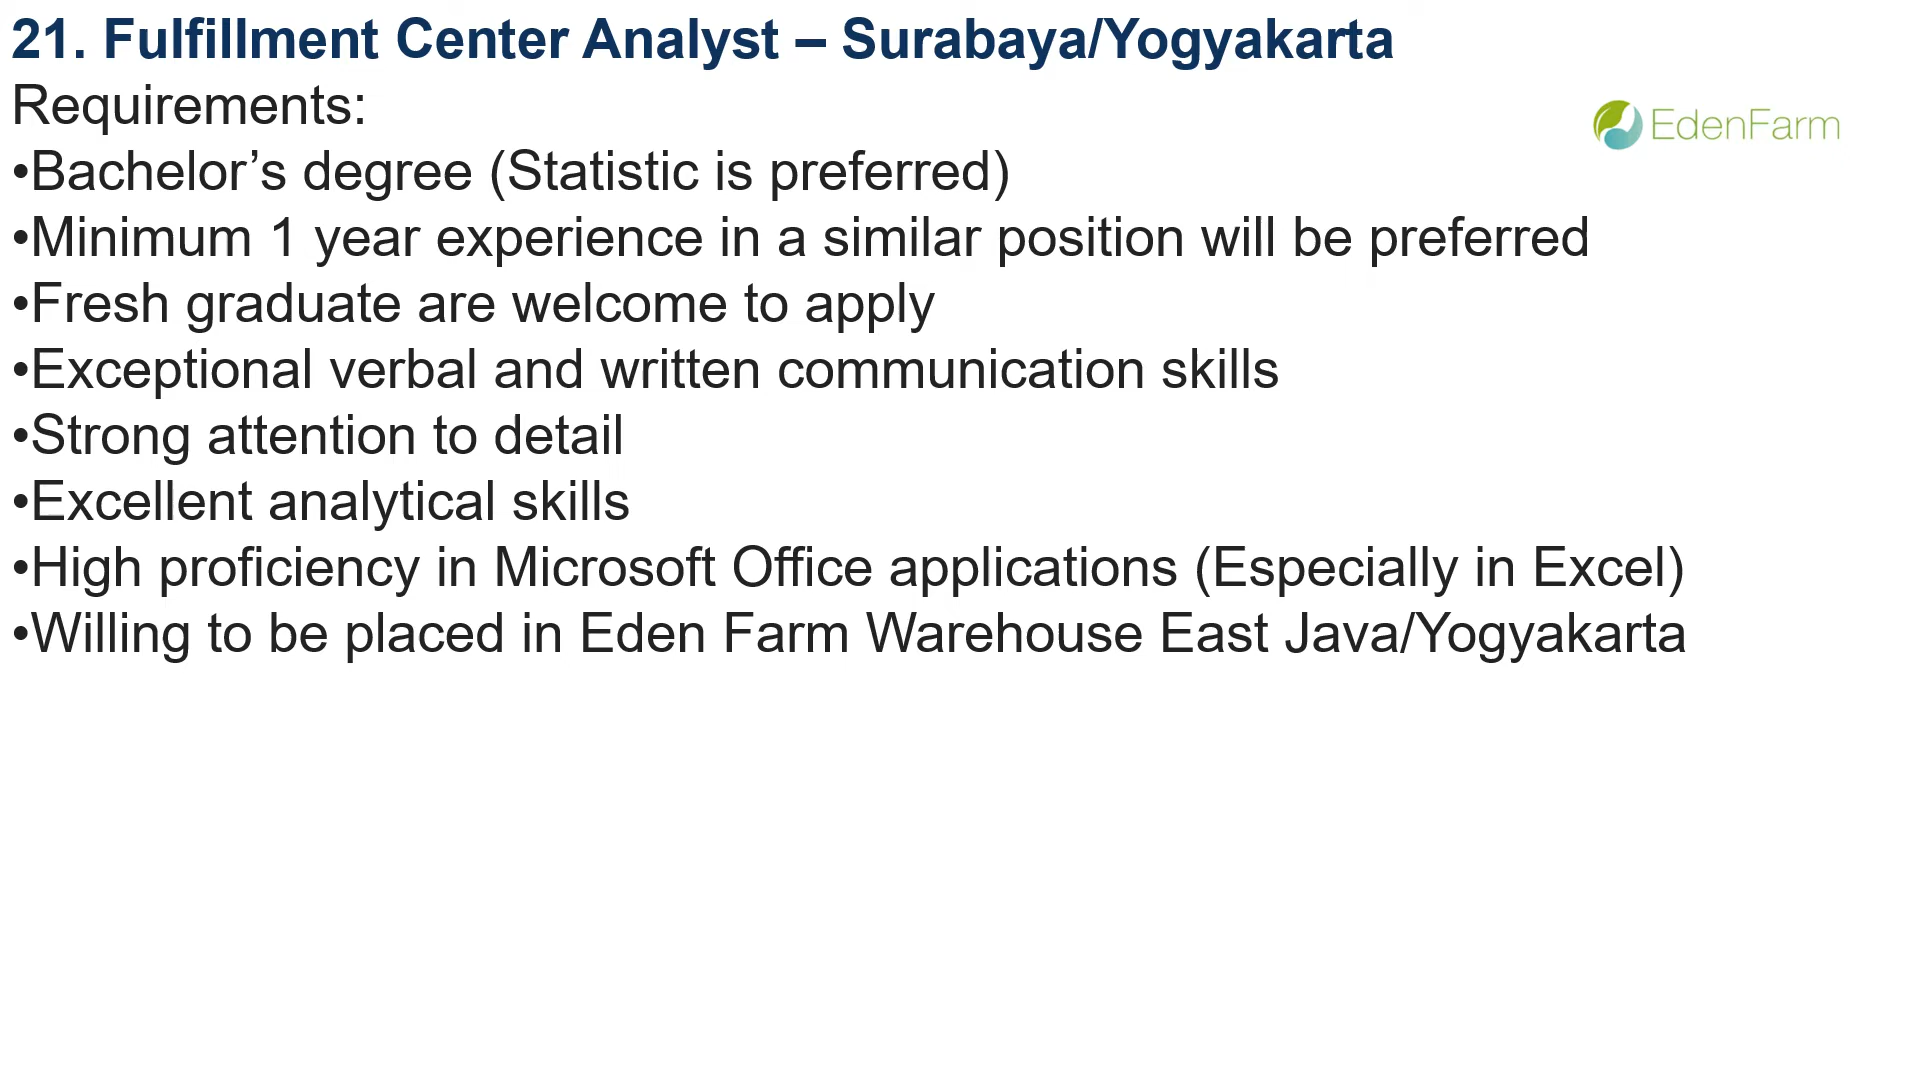 21. Fulfillment Center Analyst – Surabaya/Yogyakarta
Requirements:
EdenFarm
•Bachelor’s degree (Statistic is preferred)
•Minimum 1 year experience in a similar position will be preferred
•Fresh graduate are welcome to apply
•Exceptional verbal and written communication skills
•Strong attention to detail
•Excellent analytical skills
•High proficiency in Microsoft Office applications (Especially in Excel)
•Willing to be placed in Eden Farm Warehouse East Java/Yogyakarta